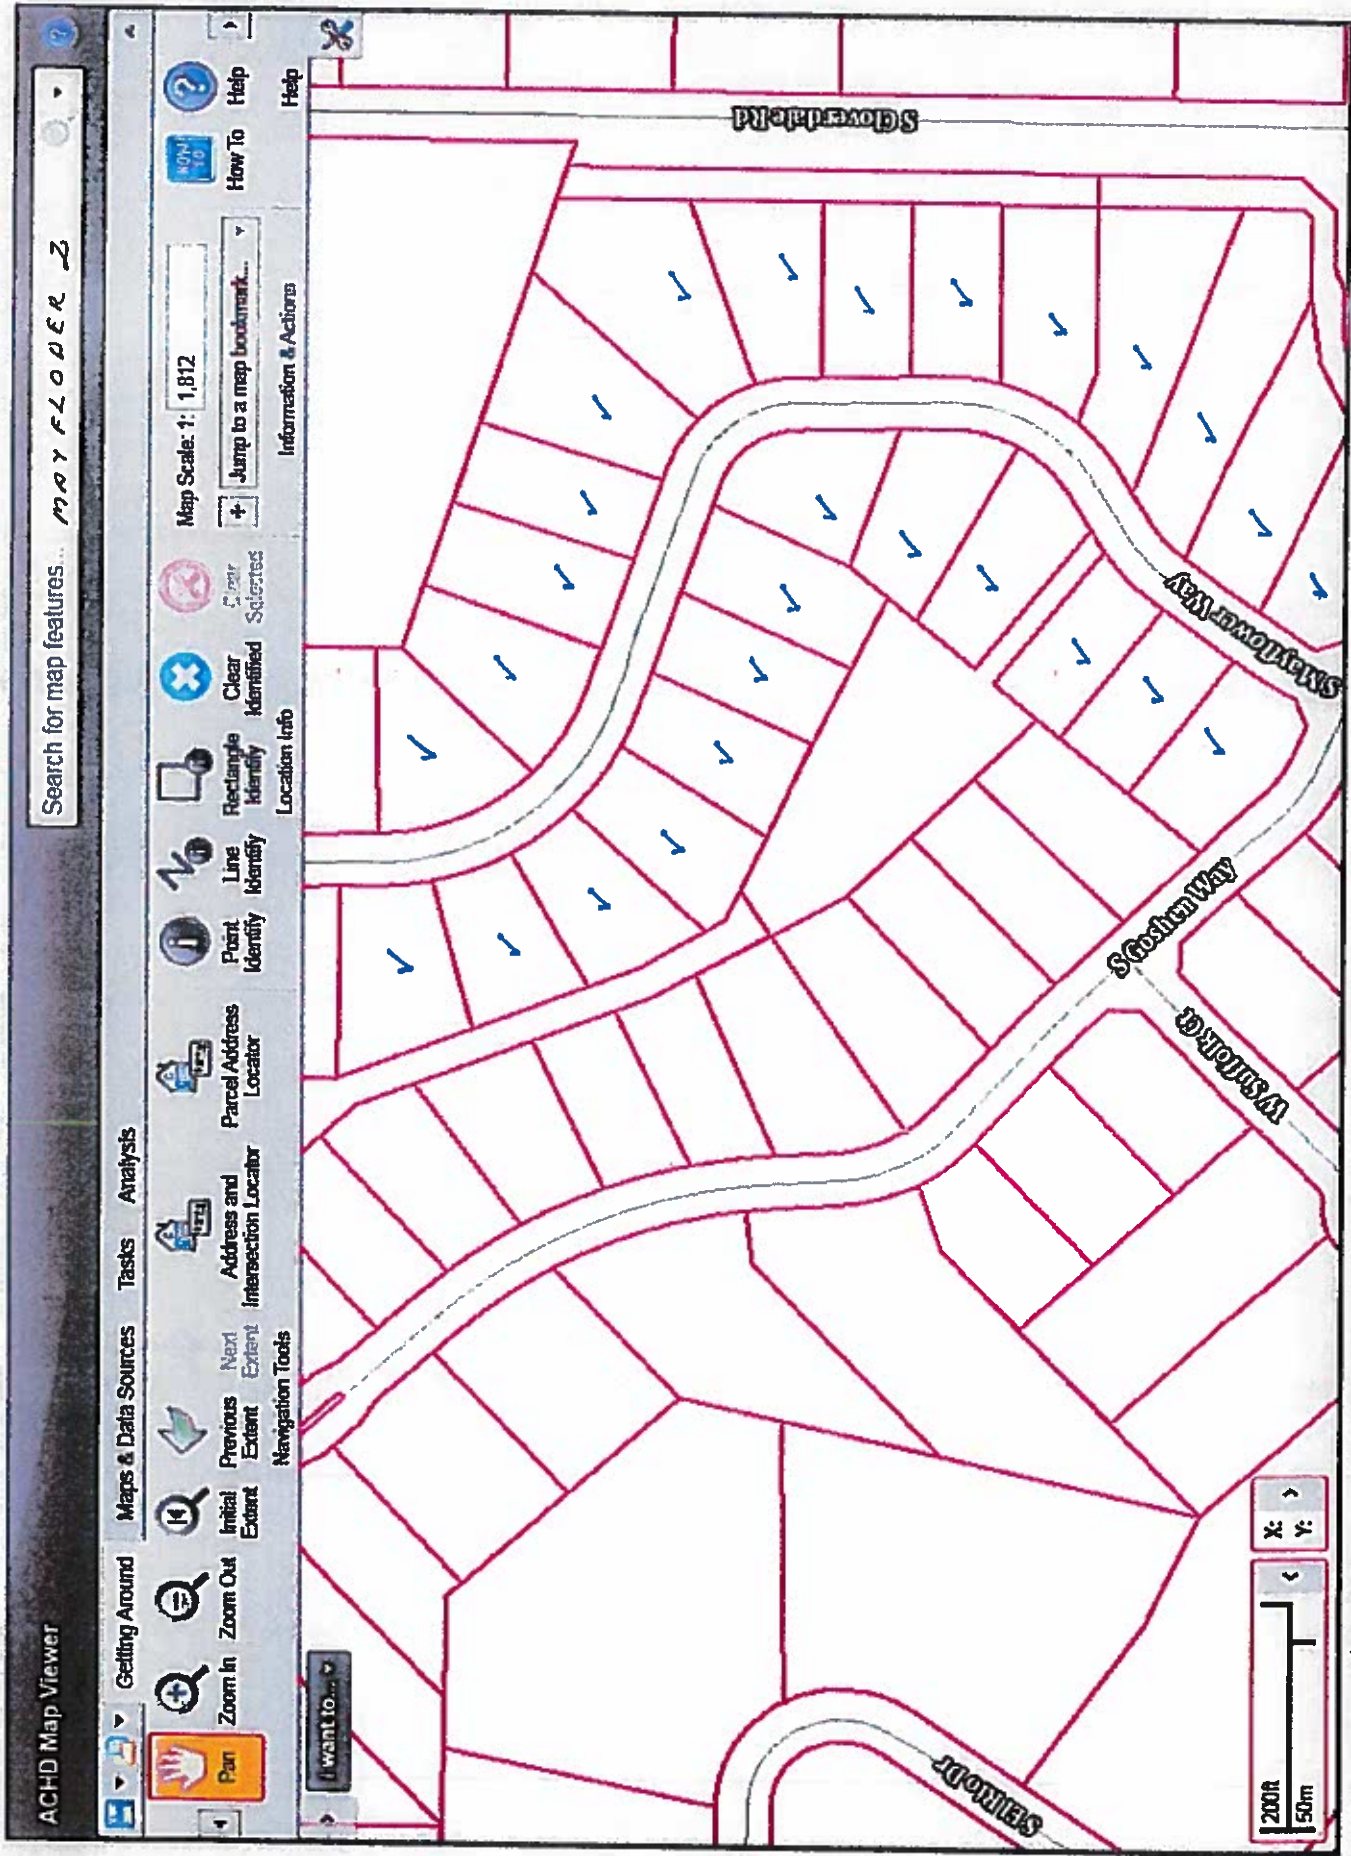 ACHD Map Viewer
Search for map features... MAYFLOWER 2
Getting Around Maps & Data Sources Tasks Analysis
Pan
Zoom In
Zoom Out
Initial Extent
Previous Extent
Next Extent
Address and Intersection Locator
Parcel Address Locator
Point Identify
Line Identify
Rectangle Identify
Clear Identified
Clear Selected
Map Scale: 1: 1,812
Jump to a map bookmark...
HOW TO
How To
Help
Navigation Tools
Location Info
Information & Actions
Help
I want to...
S Cloverdale Rd
S Mayflower Way
S Goshen Way
W Suffolk Ct
S El Rio Dr
200ft
50m
X:
Y: